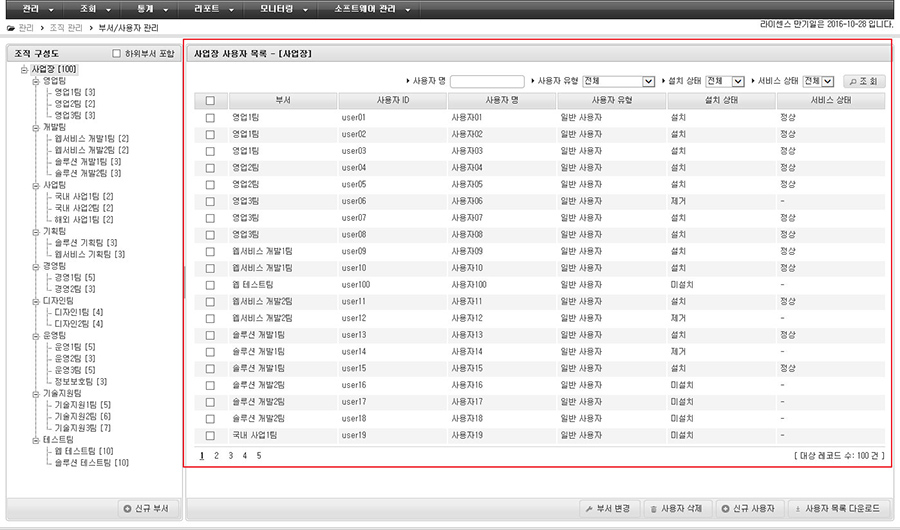 관리 조회 통계 리포트 모니터링 소프트웨어 관리
관리 > 조직 관리 > 부서/사용자 관리
라이센스 만기일은 2016-10-28 입니다.
조직 구성도 하위부서 포함
사업장 [100]
영업팀
영업1팀 [3]
영업2팀 [2]
영업3팀 [3]
개발팀
웹서비스 개발1팀 [2]
웹서비스 개발2팀 [2]
솔루션 개발1팀 [3]
솔루션 개발2팀 [3]
사업팀
국내 사업1팀 [2]
국내 사업2팀 [2]
해외 사업1팀 [2]
기획팀
솔루션 기획팀 [3]
웹서비스 기획팀 [3]
경영팀
경영1팀 [5]
경영2팀 [3]
디자인팀
디자인1팀 [4]
디자인2팀 [4]
운영팀
운영1팀 [5]
운영2팀 [3]
운영3팀 [5]
정보보호팀 [3]
기술지원팀
기술지원1팀 [5]
기술지원2팀 [6]
기술지원3팀 [7]
테스트팀
웹 테스트팀 [10]
솔루션 테스트팀 [10]
신규 부서
사업장 사용자 목록 - [사업장]
사용자 명 사용자 유형 전체 설치 상태 전체 서비스 상태 전체 조회
부서 사용자 ID 사용자 명 사용자 유형 설치 상태 서비스 상태
영업1팀 user01 사용자01 일반 사용자 설치 정상
영업1팀 user02 사용자02 일반 사용자 설치 정상
영업1팀 user03 사용자03 일반 사용자 설치 정상
영업2팀 user04 사용자04 일반 사용자 설치 정상
영업2팀 user05 사용자05 일반 사용자 설치 정상
영업3팀 user06 사용자06 일반 사용자 제거 -
영업3팀 user07 사용자07 일반 사용자 설치 정상
영업3팀 user08 사용자08 일반 사용자 설치 정상
웹서비스 개발1팀 user09 사용자09 일반 사용자 설치 정상
웹서비스 개발1팀 user10 사용자10 일반 사용자 설치 정상
웹 테스트팀 user100 사용자100 일반 사용자 미설치 -
웹서비스 개발2팀 user11 사용자11 일반 사용자 설치 정상
웹서비스 개발2팀 user12 사용자12 일반 사용자 제거 -
솔루션 개발1팀 user13 사용자13 일반 사용자 설치 정상
솔루션 개발1팀 user14 사용자14 일반 사용자 제거 -
솔루션 개발1팀 user15 사용자15 일반 사용자 설치 정상
솔루션 개발2팀 user16 사용자16 일반 사용자 미설치 -
솔루션 개발2팀 user17 사용자17 일반 사용자 미설치 -
솔루션 개발2팀 user18 사용자18 일반 사용자 미설치 -
국내 사업1팀 user19 사용자19 일반 사용자 미설치 -
1 2 3 4 5 [ 대상 레코드 수: 100 건 ]
부서 변경 사용자 삭제 신규 사용자 사용자 목록 다운로드